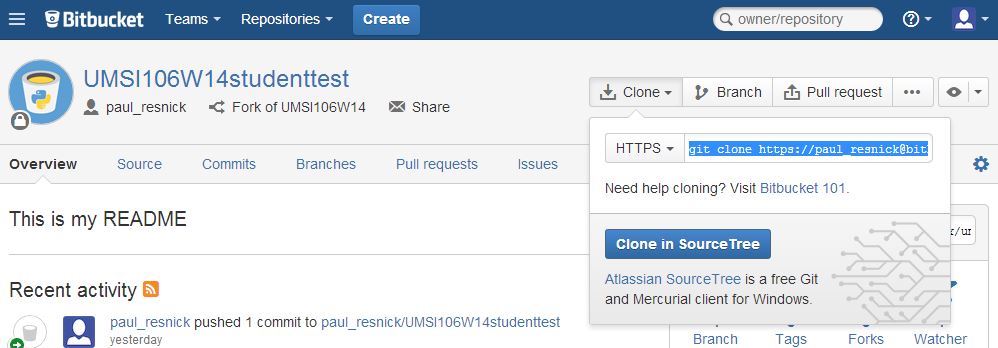 Bitbucket Teams Repositories Create owner/repository
UMSI106W14studenttest
paul_resnick Fork of UMSI106W14 Share
Clone Branch Pull request
HTTPS git clone https://paul_resnick@bit
Overview Source Commits Branches Pull requests Issues
Need help cloning? Visit Bitbucket 101.
This is my README
Clone in SourceTree
Atlassian SourceTree is a free Git
and Mercurial client for Windows.
Recent activity
paul_resnick pushed 1 commit to paul_resnick/UMSI106W14studenttest
yesterday
Branch Tags Forks Watcher